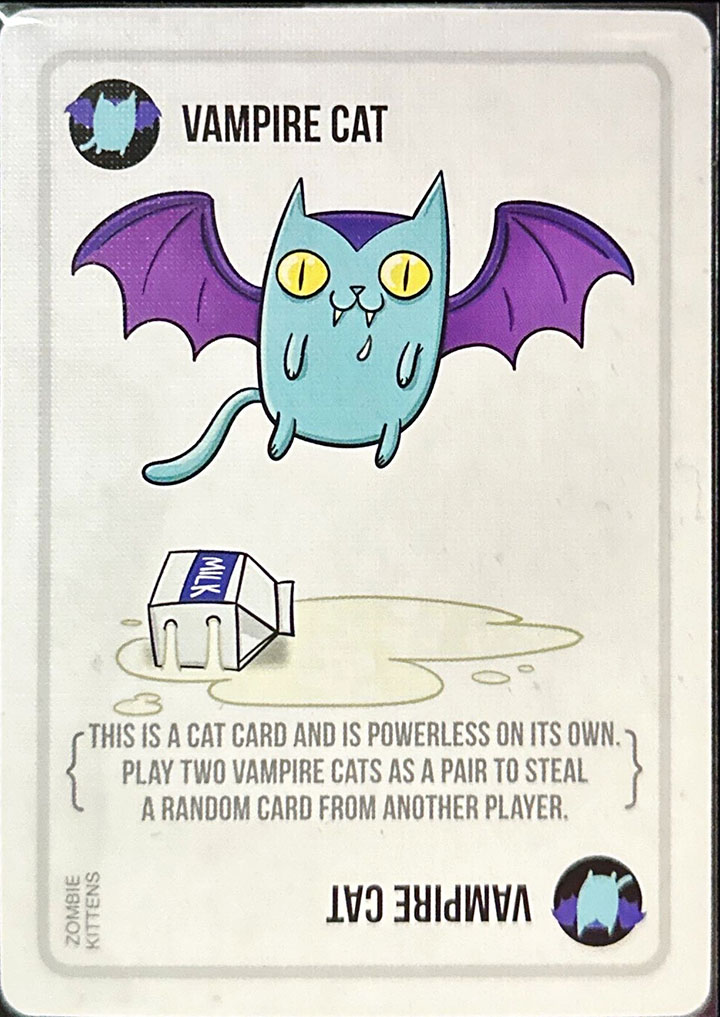 VAMPIRE CAT
MILK
THIS IS A CAT CARD AND IS POWERLESS ON ITS OWN.
PLAY TWO VAMPIRE CATS AS A PAIR TO STEAL
A RANDOM CARD FROM ANOTHER PLAYER.
VAMPIRE CAT
ZOMBIE
KITTENS